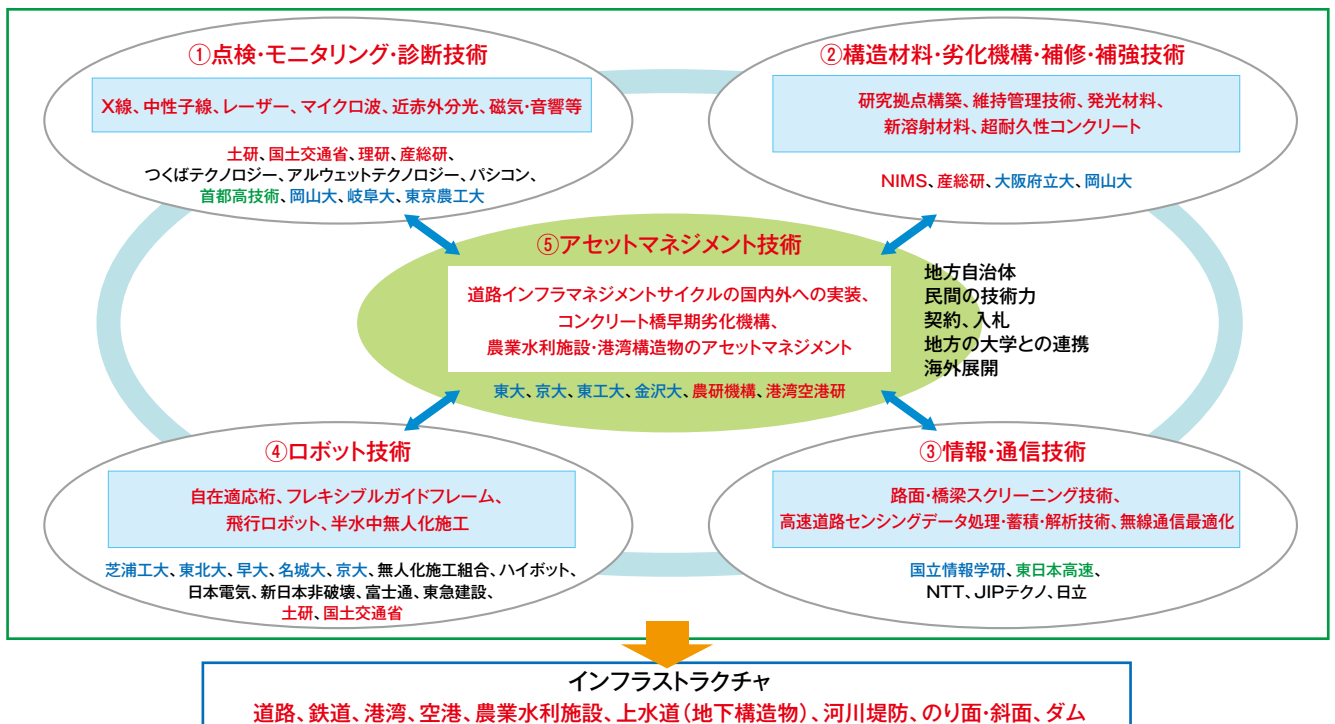 ①点検・モニタリング・診断技術
X線、中性子線、レーザー、マイクロ波、近赤外分光、磁気・音響等
土研、国土交通省、理研、産総研、
つくばテクノロジー、アルウェットテクノロジー、パシコン、
首都高技術、岡山大、岐阜大、東京農工大
②構造材料・劣化機構・補修・補強技術
研究拠点構築、維持管理技術、発光材料、
新溶射材料、超耐久性コンクリート
NIMS、産総研、大阪府立大、岡山大
⑤アセットマネジメント技術
道路インフラマネジメントサイクルの国内外への実装、
コンクリート橋早期劣化機構、
農業水利施設・港湾構造物のアセットマネジメント
東大、京大、東工大、金沢大、農研機構、港湾空港研
地方自治体
民間の技術力
契約、入札
地方の大学との連携
海外展開
④ロボット技術
自在適応桁、フレキシブルガイドフレーム、
飛行ロボット、半水中無人化施工
芝浦工大、東北大、早大、名城大、京大、無人化施工組合、ハイボット、
日本電気、新日本非破壊、富士通、東急建設、
土研、国土交通省
③情報・通信技術
路面・橋梁スクリーニング技術、
高速道路センシングデータ処理・蓄積・解析技術、無線通信最適化
国立情報学研、東日本高速、
NTT、JIPテクノ、日立
インフラストラクチャ
道路、鉄道、港湾、空港、農業水利施設、上水道（地下構造物）、河川堤防、のり面・斜面、ダム